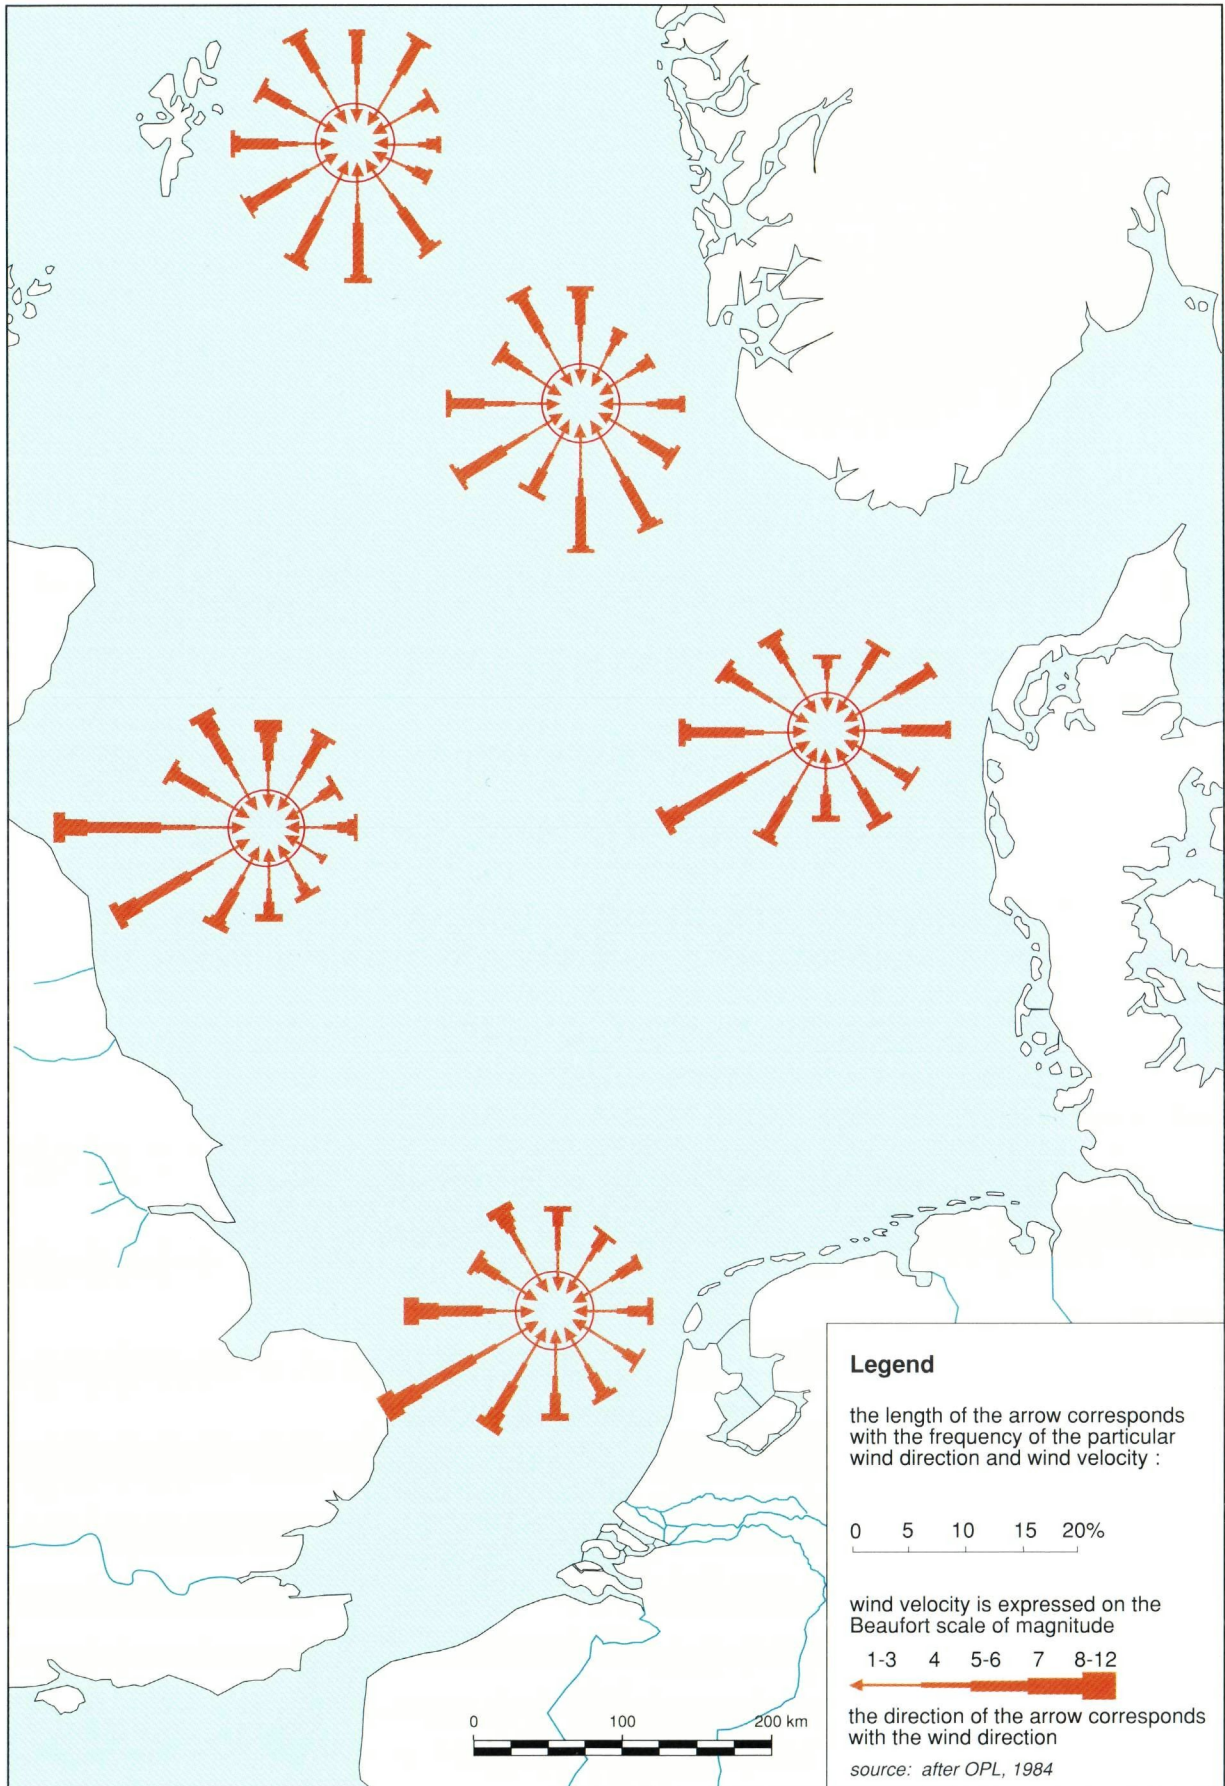 Legend
the length of the arrow corresponds
with the frequency of the particular
wind direction and wind velocity :
0 5 10 15 20%
wind velocity is expressed on the
Beaufort scale of magnitude
1-3 4 5-6 7 8-12
the direction of the arrow corresponds
with the wind direction
source: after OPL, 1984
0 100 200 km